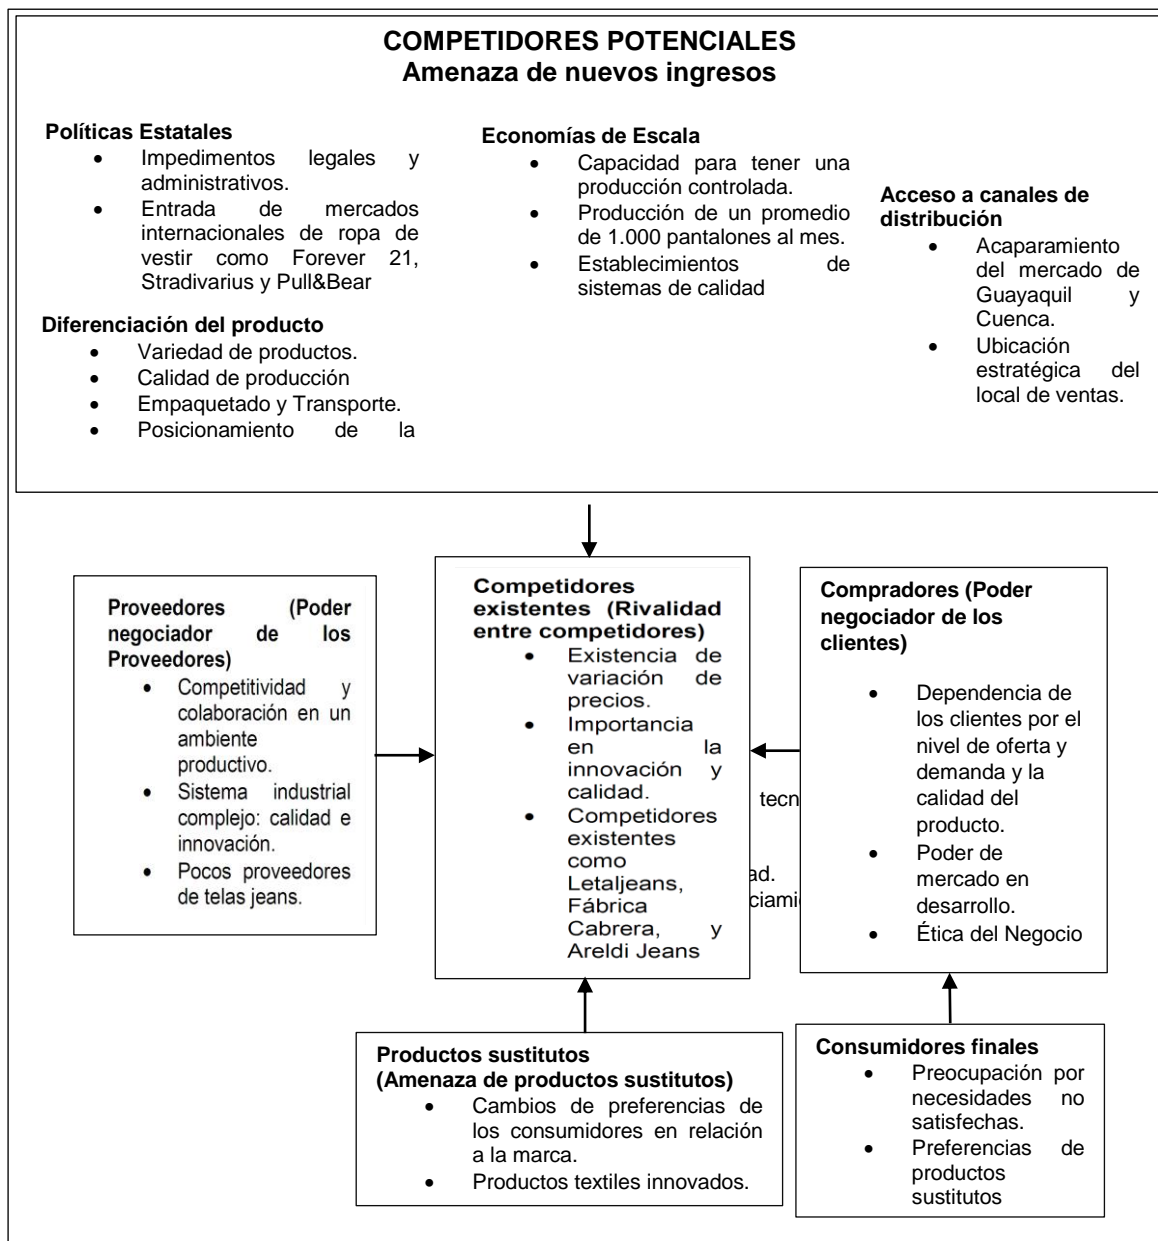 COMPETIDORES POTENCIALES
Amenaza de nuevos ingresos
Políticas Estatales
• Impedimentos legales y
administrativos.
• Entrada de mercados
internacionales de ropa de
vestir como Forever 21,
Stradivarius y Pull&Bear
Diferenciación del producto
• Variedad de productos.
• Calidad de producción
• Empaquetado y Transporte.
• Posicionamiento de la
Economías de Escala
• Capacidad para tener una
producción controlada.
• Producción de un promedio
de 1.000 pantalones al mes.
• Establecimientos de
sistemas de calidad
Acceso a canales de
distribución
• Acaparamiento
del mercado de
Guayaquil y
Cuenca.
• Ubicación
estratégica del
local de ventas.
Proveedores (Poder
negociador de los
Proveedores)
• Competitividad y
colaboración en un
ambiente
productivo.
• Sistema industrial
complejo: calidad e
innovación.
• Pocos proveedores
de telas jeans.
Competidores
existentes (Rivalidad
entre competidores)
• Existencia de
variación de
precios.
• Importancia
en la
innovación y
calidad.
• Competidores
existentes
como
Letaljeans,
Fábrica
Cabrera, y
Areldi Jeans
tecn
ad.
ciami
Compradores (Poder
negociador de los
clientes)
• Dependencia de
los clientes por el
nivel de oferta y
demanda y la
calidad del
producto.
• Poder de
mercado en
desarrollo.
• Ética del Negocio
Productos sustitutos
(Amenaza de productos sustitutos)
• Cambios de preferencias de
los consumidores en relación
a la marca.
• Productos textiles innovados.
Consumidores finales
• Preocupación por
necesidades no
satisfechas.
• Preferencias de
productos
sustitutos